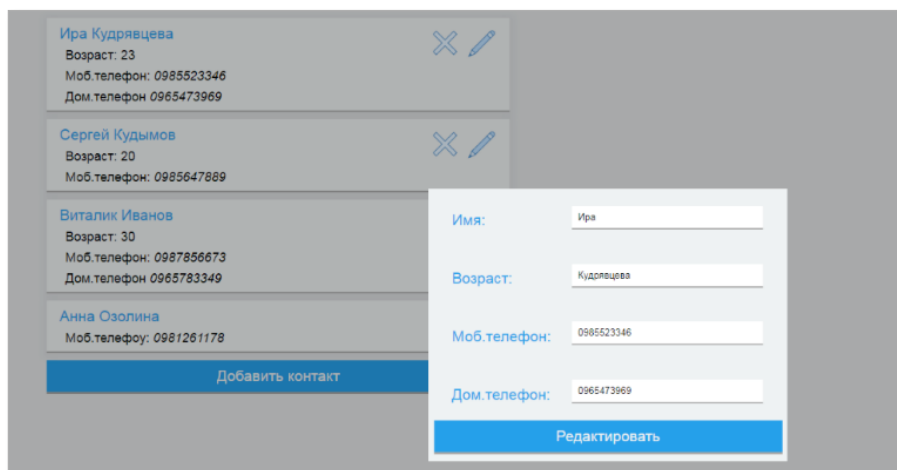 Ира Кудрявцева
Возраст: 23
Моб.телефон: 0985523346
Дом.телефон 0965473969
Сергей Кудымов
Возраст: 20
Моб.телефон: 0985647889
Виталик Иванов
Возраст: 30
Моб.телефон: 0987856673
Дом.телефон 0965783349
Анна Озолина
Моб.телефоу: 0981261178
Добавить контакт
Имя: Ира
Возраст: Кудрявцева
Моб.телефон: 0985523346
Дом.телефон: 0965473969
Редактировать